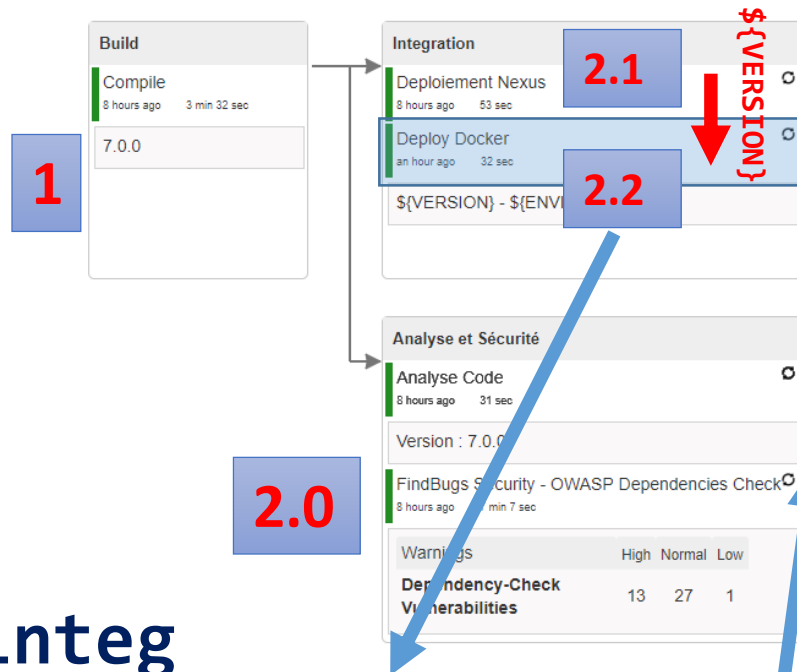 Build
Compile
8 hours ago 3 min 32 sec
7.0.0
1
Integration
Deploiement Nexus
8 hours ago 53 sec
2.1
${VERSION}
Deploy Docker
an hour ago 32 sec
${VERSION} - ${ENVI
2.2
Analyse et Sécurité
Analyse Code
8 hours ago 31 sec
Version : 7.0.0
2.0
FindBugs Security - OWASP Dependencies Check
8 hours ago min 7 sec
Warnings High Normal Low
Dependency-Check
Vulnerabilities 13 27 1
integ